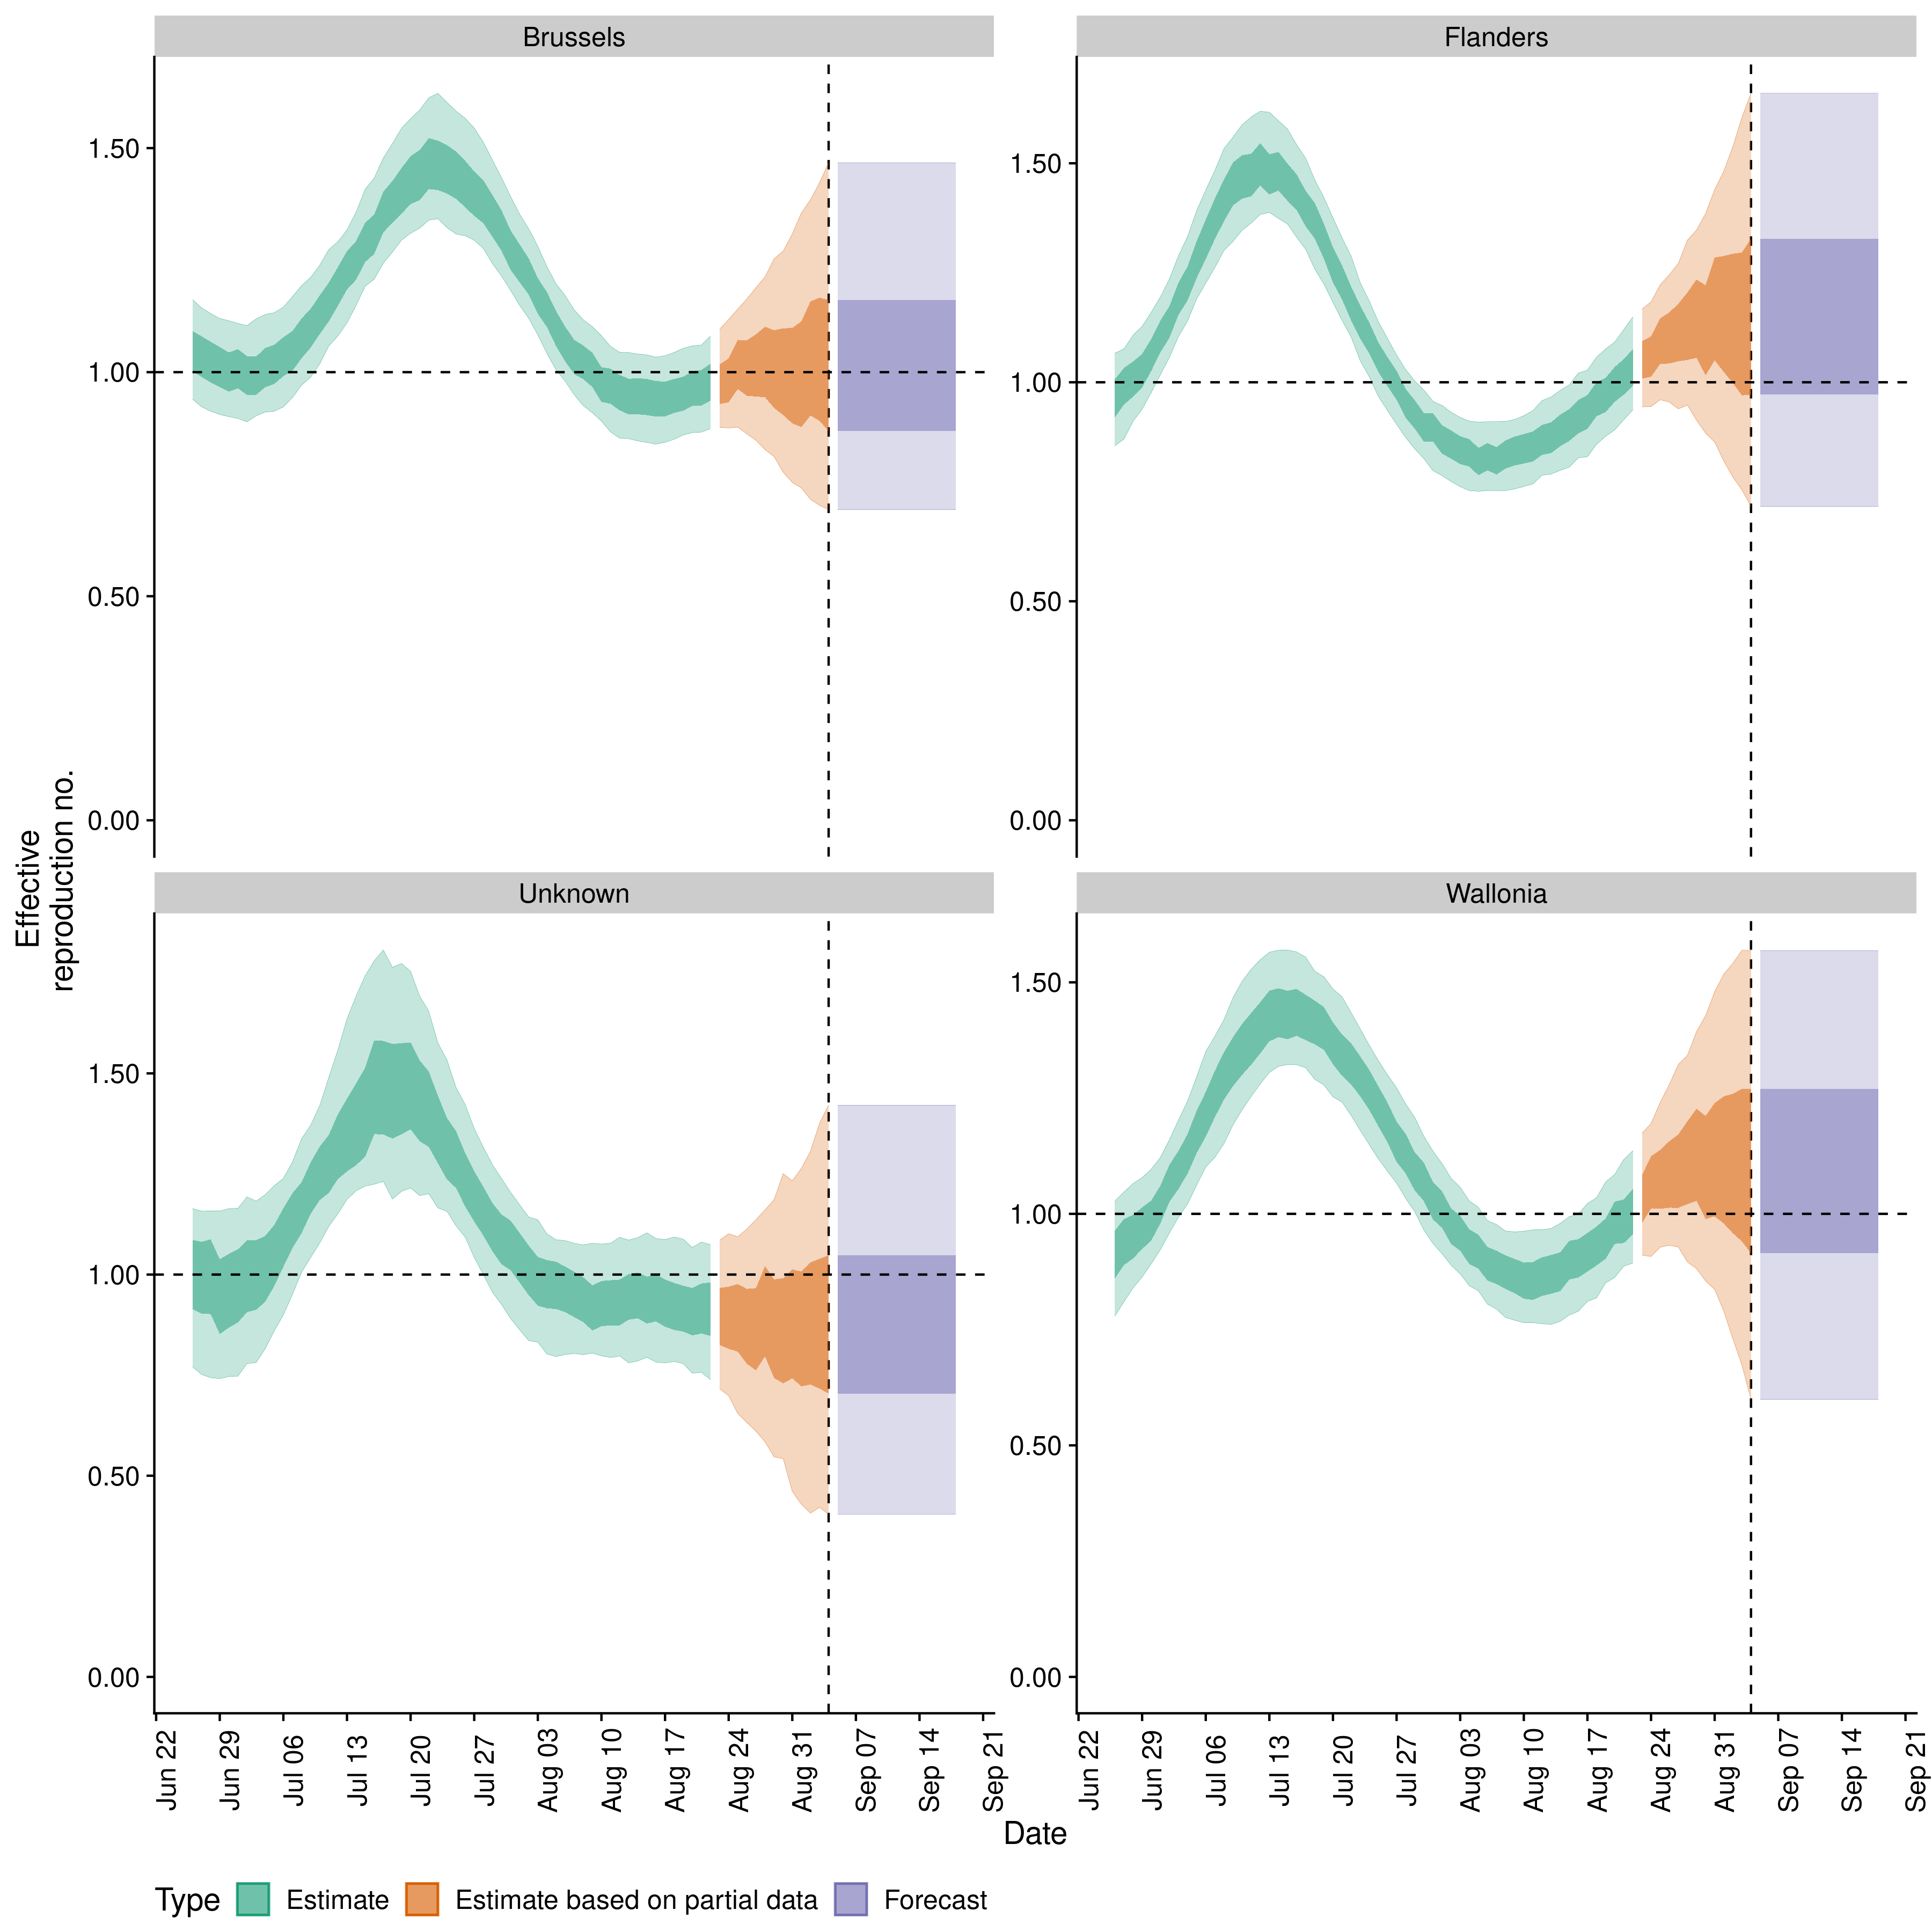 Brussels
Flanders
1.50
1.00
0.50
0.00
1.50
1.00
0.50
0.00
Effective
reproduction no.
Unknown
Wallonia
1.50
1.00
0.50
0.00
1.50
1.00
0.50
0.00
Jun 22
Jun 29
Jul 06
Jul 13
Jul 20
Jul 27
Aug 03
Aug 10
Aug 17
Aug 24
Aug 31
Sep 07
Sep 14
Sep 21
Jun 22
Jun 29
Jul 06
Jul 13
Jul 20
Jul 27
Aug 03
Aug 10
Aug 17
Aug 24
Aug 31
Sep 07
Sep 14
Sep 21
Date
Type Estimate Estimate based on partial data Forecast